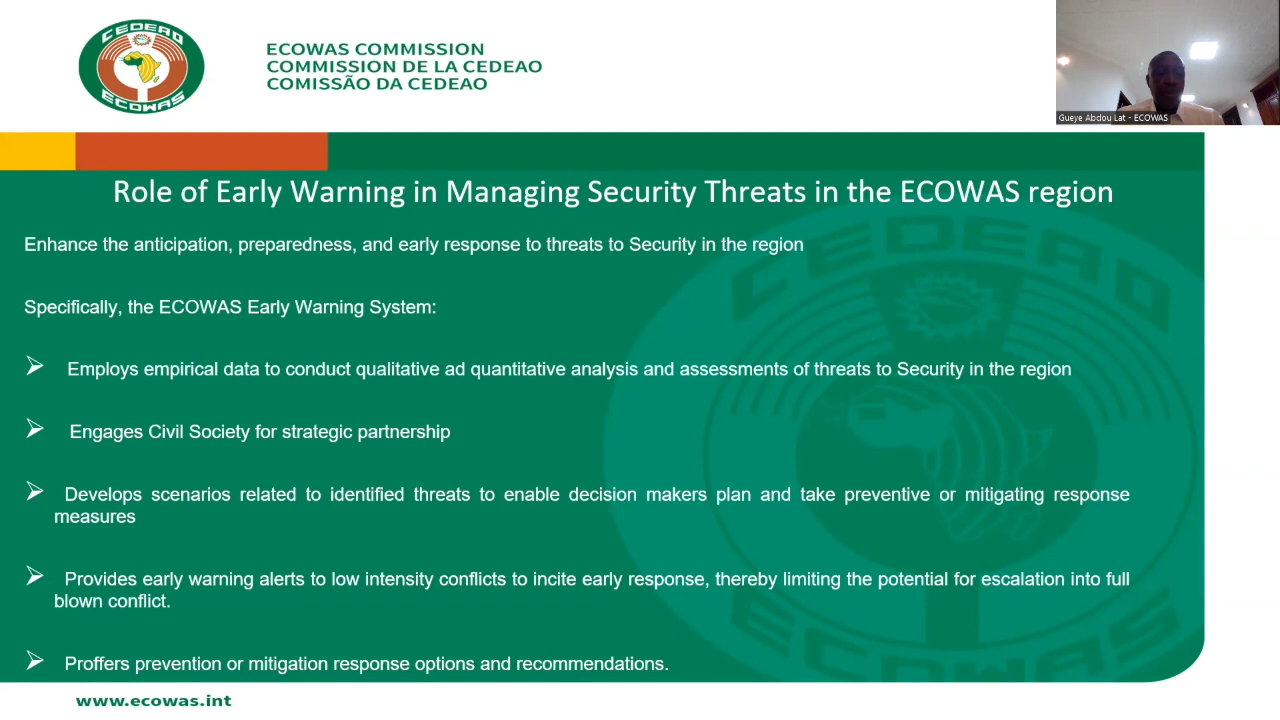 CEDEAO
ECOWAS
ECOWAS COMMISSION
COMMISSION DE LA CEDEAO
COMISSÃO DA CEDEAO
Gueye Abdou Lat - ECOWAS
Role of Early Warning in Managing Security Threats in the ECOWAS region
Enhance the anticipation, preparedness, and early response to threats to Security in the region
Specifically, the ECOWAS Early Warning System:
Employs empirical data to conduct qualitative ad quantitative analysis and assessments of threats to Security in the region
Engages Civil Society for strategic partnership
Develops scenarios related to identified threats to enable decision makers plan and take preventive or mitigating response
measures
Provides early warning alerts to low intensity conflicts to incite early response, thereby limiting the potential for escalation into full
blown conflict.
Proffers prevention or mitigation response options and recommendations.
CEDEAO
ECOWAS
www.ecowas.int